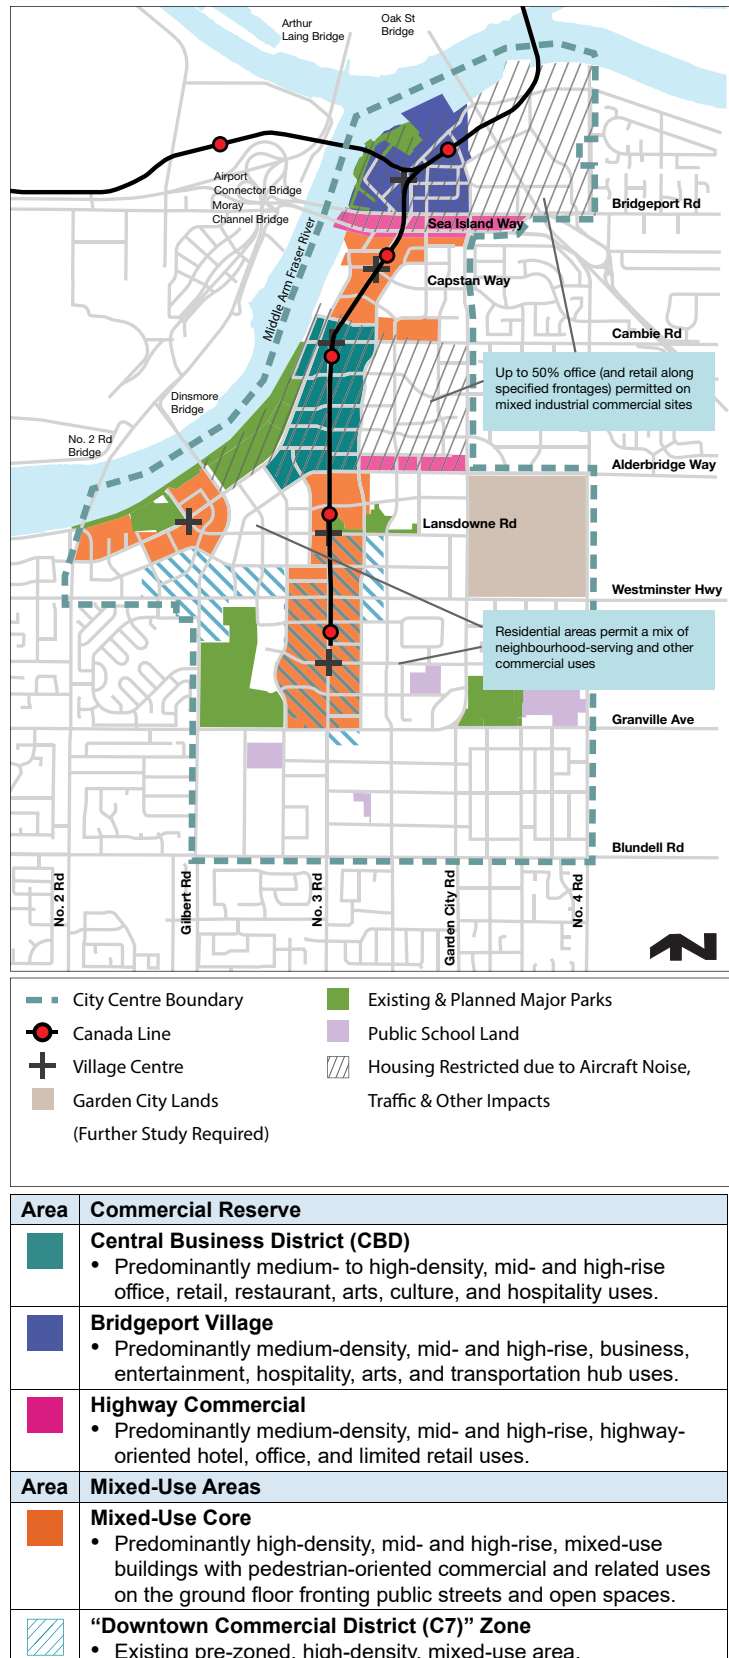 Arthur
Laing Bridge
Oak St
Bridge
Airport
Connector Bridge
Moray
Channel Bridge
Bridgeport Rd
Sea Island Way
Middle Arm Fraser River
Capstan Way
Cambie Rd
Up to 50% office (and retail along
specified frontages) permitted on
mixed industrial commercial sites
Dinsmore
Bridge
No. 2 Rd
Bridge
Alderbridge Way
Lansdowne Rd
Westminster Hwy
Residential areas permit a mix of
neighbourhood-serving and other
commercial uses
Granville Ave
Blundell Rd
No. 2 Rd
Gilbert Rd
No. 3 Rd
Garden City Rd
No. 4 Rd
N
City Centre Boundary
Canada Line
Village Centre
Garden City Lands
(Further Study Required)
Existing & Planned Major Parks
Public School Land
Housing Restricted due to Aircraft Noise,
Traffic & Other Impacts
Area Commercial Reserve
Central Business District (CBD)
• Predominantly medium- to high-density, mid- and high-rise
office, retail, restaurant, arts, culture, and hospitality uses.
Bridgeport Village
• Predominantly medium-density, mid- and high-rise, business,
entertainment, hospitality, arts, and transportation hub uses.
Highway Commercial
• Predominantly medium-density, mid- and high-rise, highway-
oriented hotel, office, and limited retail uses.
Area Mixed-Use Areas
Mixed-Use Core
• Predominantly high-density, mid- and high-rise, mixed-use
buildings with pedestrian-oriented commercial and related uses
on the ground floor fronting public streets and open spaces.
“Downtown Commercial District (C7)” Zone
• Existing pre-zoned, high-density, mixed-use area.